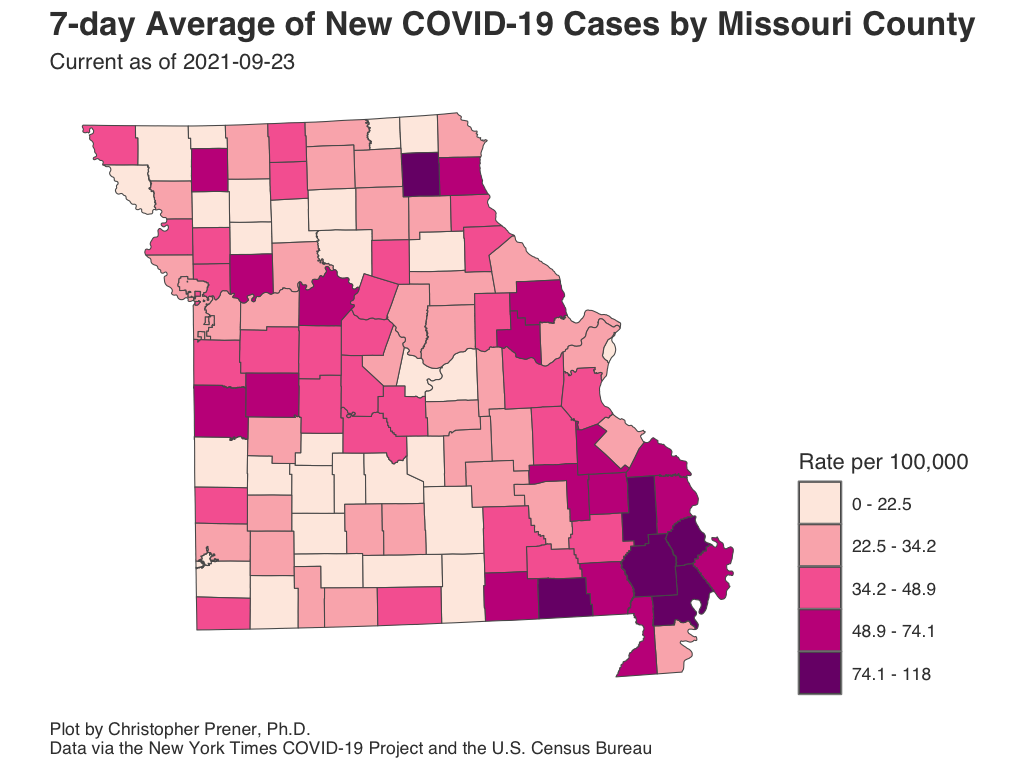 7-day Average of New COVID-19 Cases by Missouri County
Current as of 2021-09-23
Rate per 100,000
0 - 22.5
22.5 - 34.2
34.2 - 48.9
48.9 - 74.1
74.1 - 118
Plot by Christopher Prener, Ph.D.
Data via the New York Times COVID-19 Project and the U.S. Census Bureau